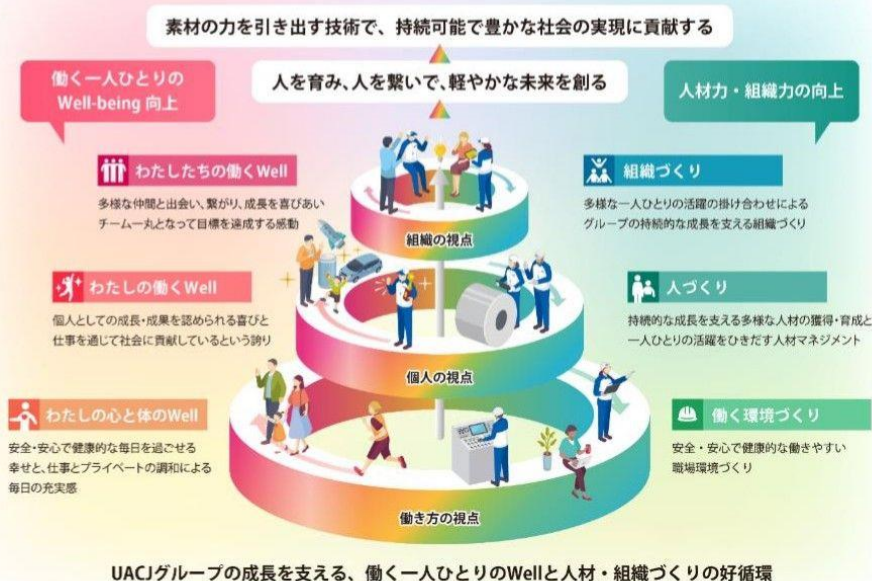 素材の力を引き出す技術で、持続可能で豊かな社会の実現に貢献する
人を育み、人を繋いで、軽やかな未来を創る
働く一人ひとりの
Well-being 向上
人材力・組織力の向上
わたしたちの働くWell
多様な仲間と出会い、繋がり、成長を喜びあい
チーム一丸となって目標を達成する感動
組織づくり
多様な一人ひとりの活躍の掛け合わせによる
グループの持続的な成長を支える組織づくり
組織の視点
わたしの働くWell
個人としての成長・成果を認められる喜びと
仕事を通じて社会に貢献しているという誇り
人づくり
持続的な成長を支える多様な人材の獲得・育成と
一人ひとりの活躍をひきだす人材マネジメント
個人の視点
わたしの心と体のWell
安全・安心で健康的な毎日を過ごせる
幸せと、仕事とプライベートの調和による
毎日の充実感
働く環境づくり
安全・安心で健康的な働きやすい
職場環境づくり
働き方の視点
UACJグループの成長を支える、働く一人ひとりのWellと人材・組織づくりの好循環